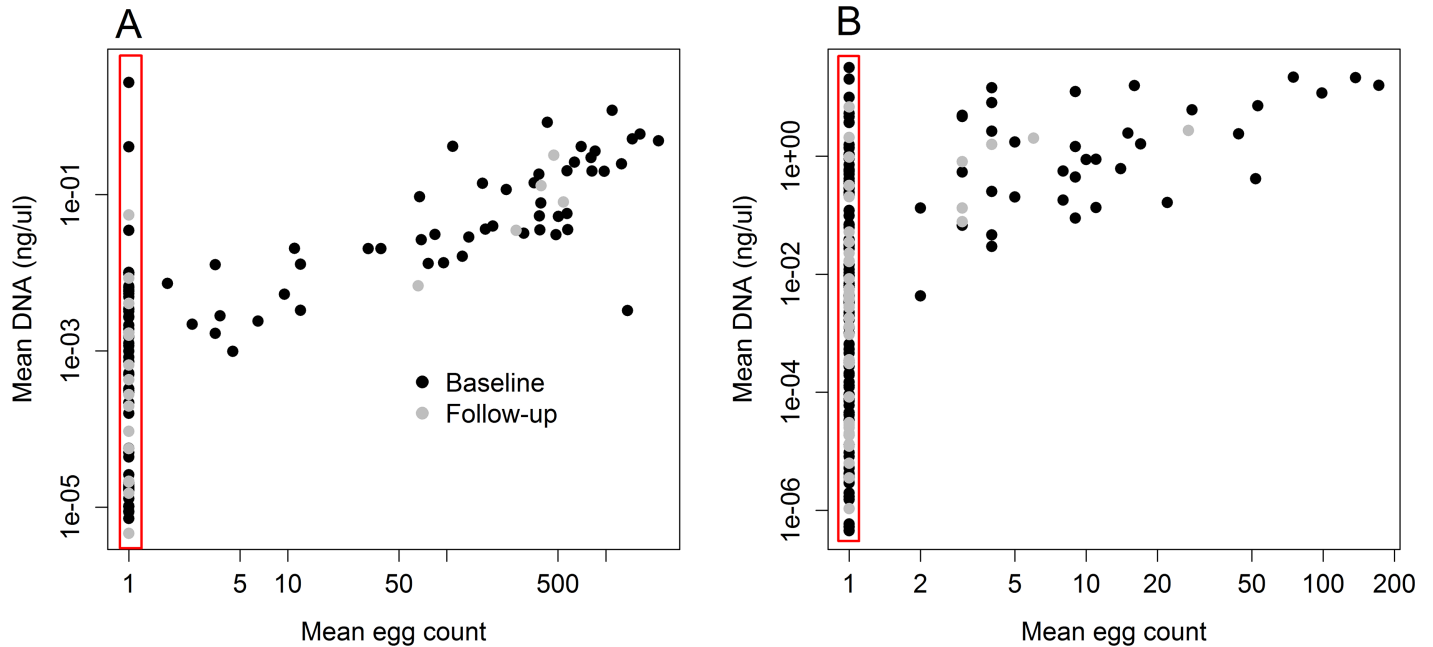 A
Mean DNA (ng/ul)
1e-01
1e-03
1e-05
Baseline
Follow-up
1 5 10 50 500
Mean egg count
B
Mean DNA (ng/ul)
1e+00
1e-02
1e-04
1e-06
1 2 5 10 20 50 100 200
Mean egg count